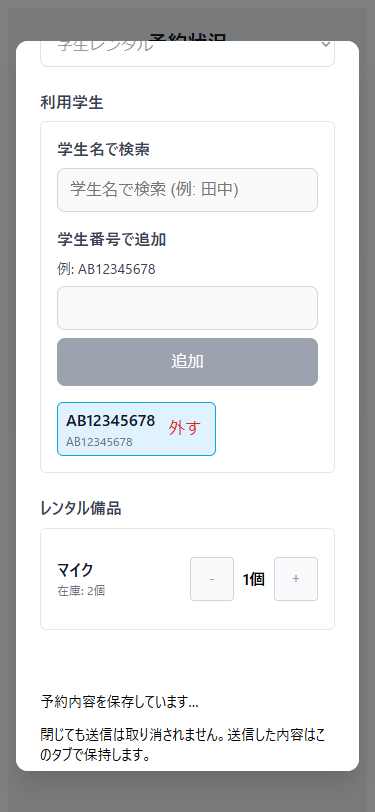 予約状況
学生レンタル
利用学生
学生名で検索
学生名で検索 (例: 田中)
学生番号で追加
例: AB12345678
追加
AB12345678 外す
AB12345678
レンタル備品
マイク
在庫: 2個
- 1個 +
予約内容を保存しています...
閉じても送信は取り消されません。送信した内容はこ
のタブで保持します。